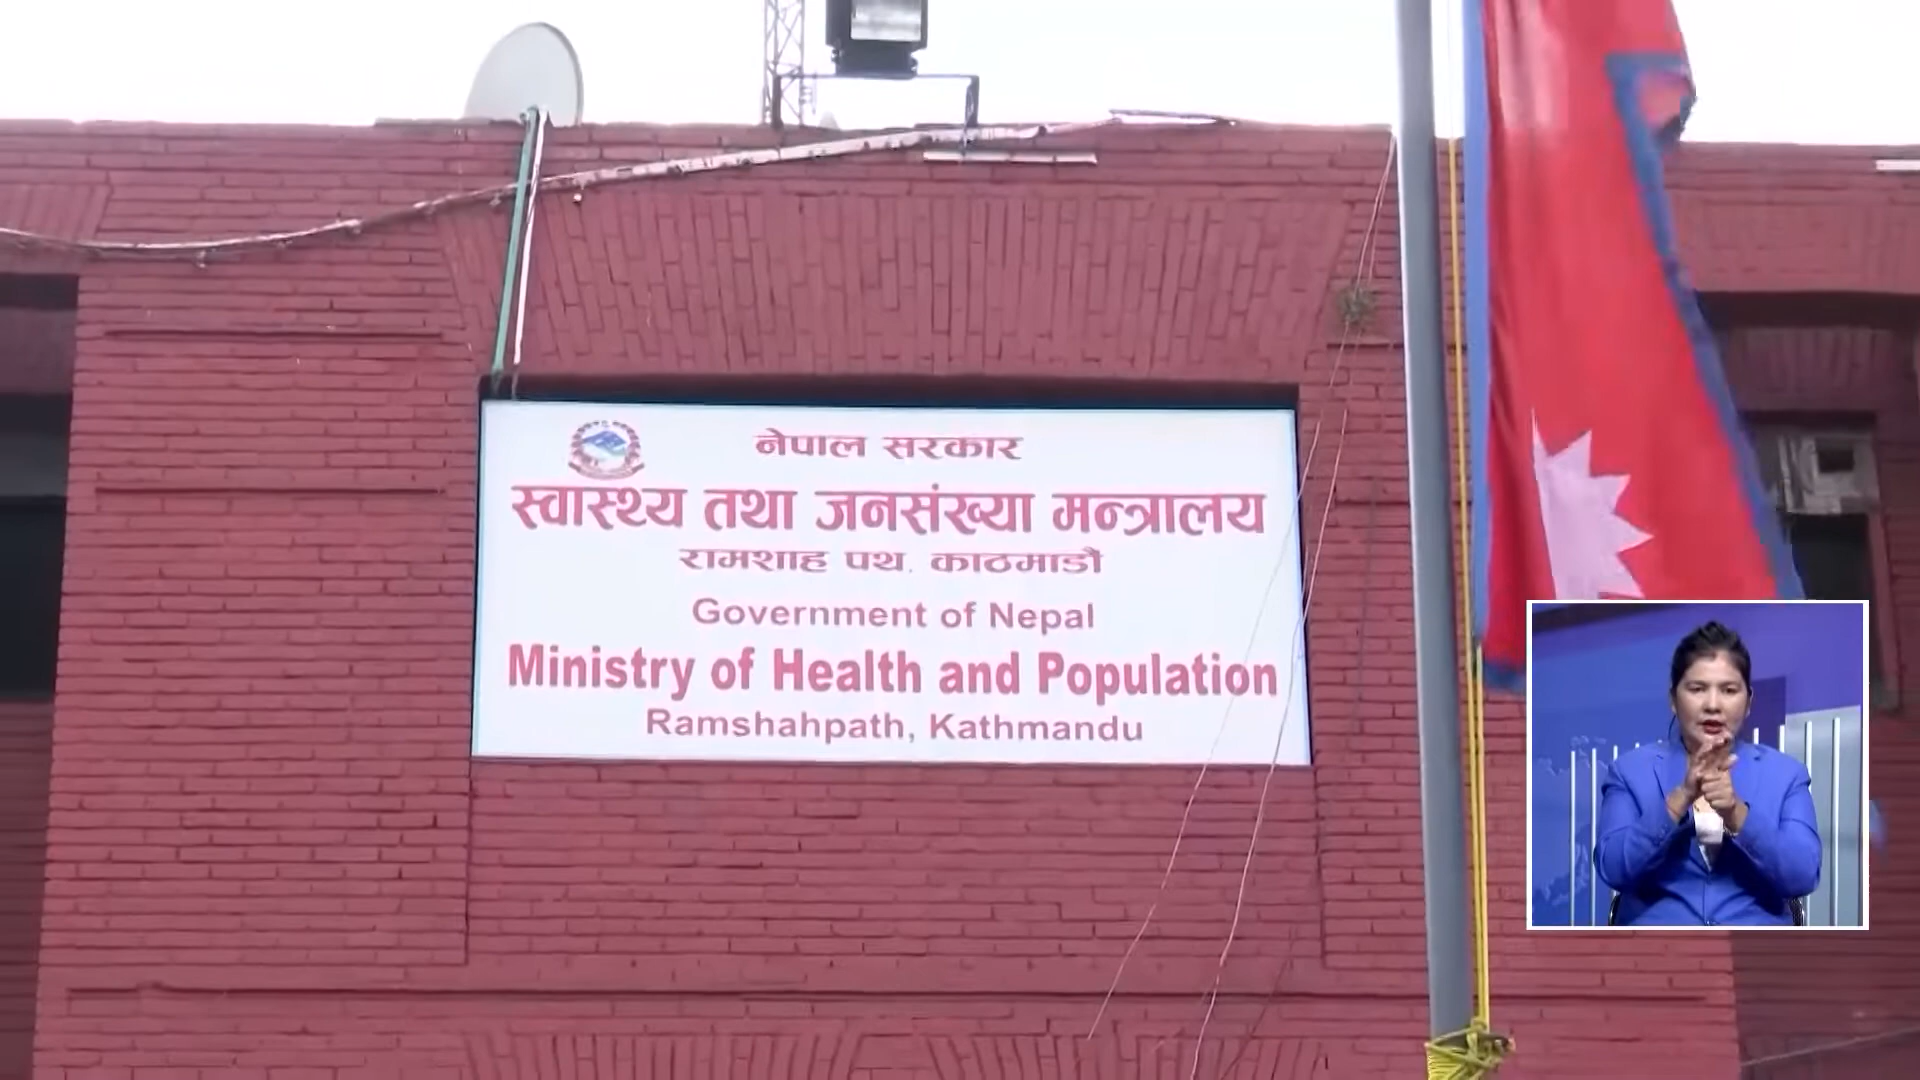 नेपाल सरकार
स्वास्थ्य तथा जनसंख्या मन्त्रालय
रामशाह पथ, काठमाडौं
Government of Nepal
Ministry of Health and Population
Ramshahpath, Kathmandu